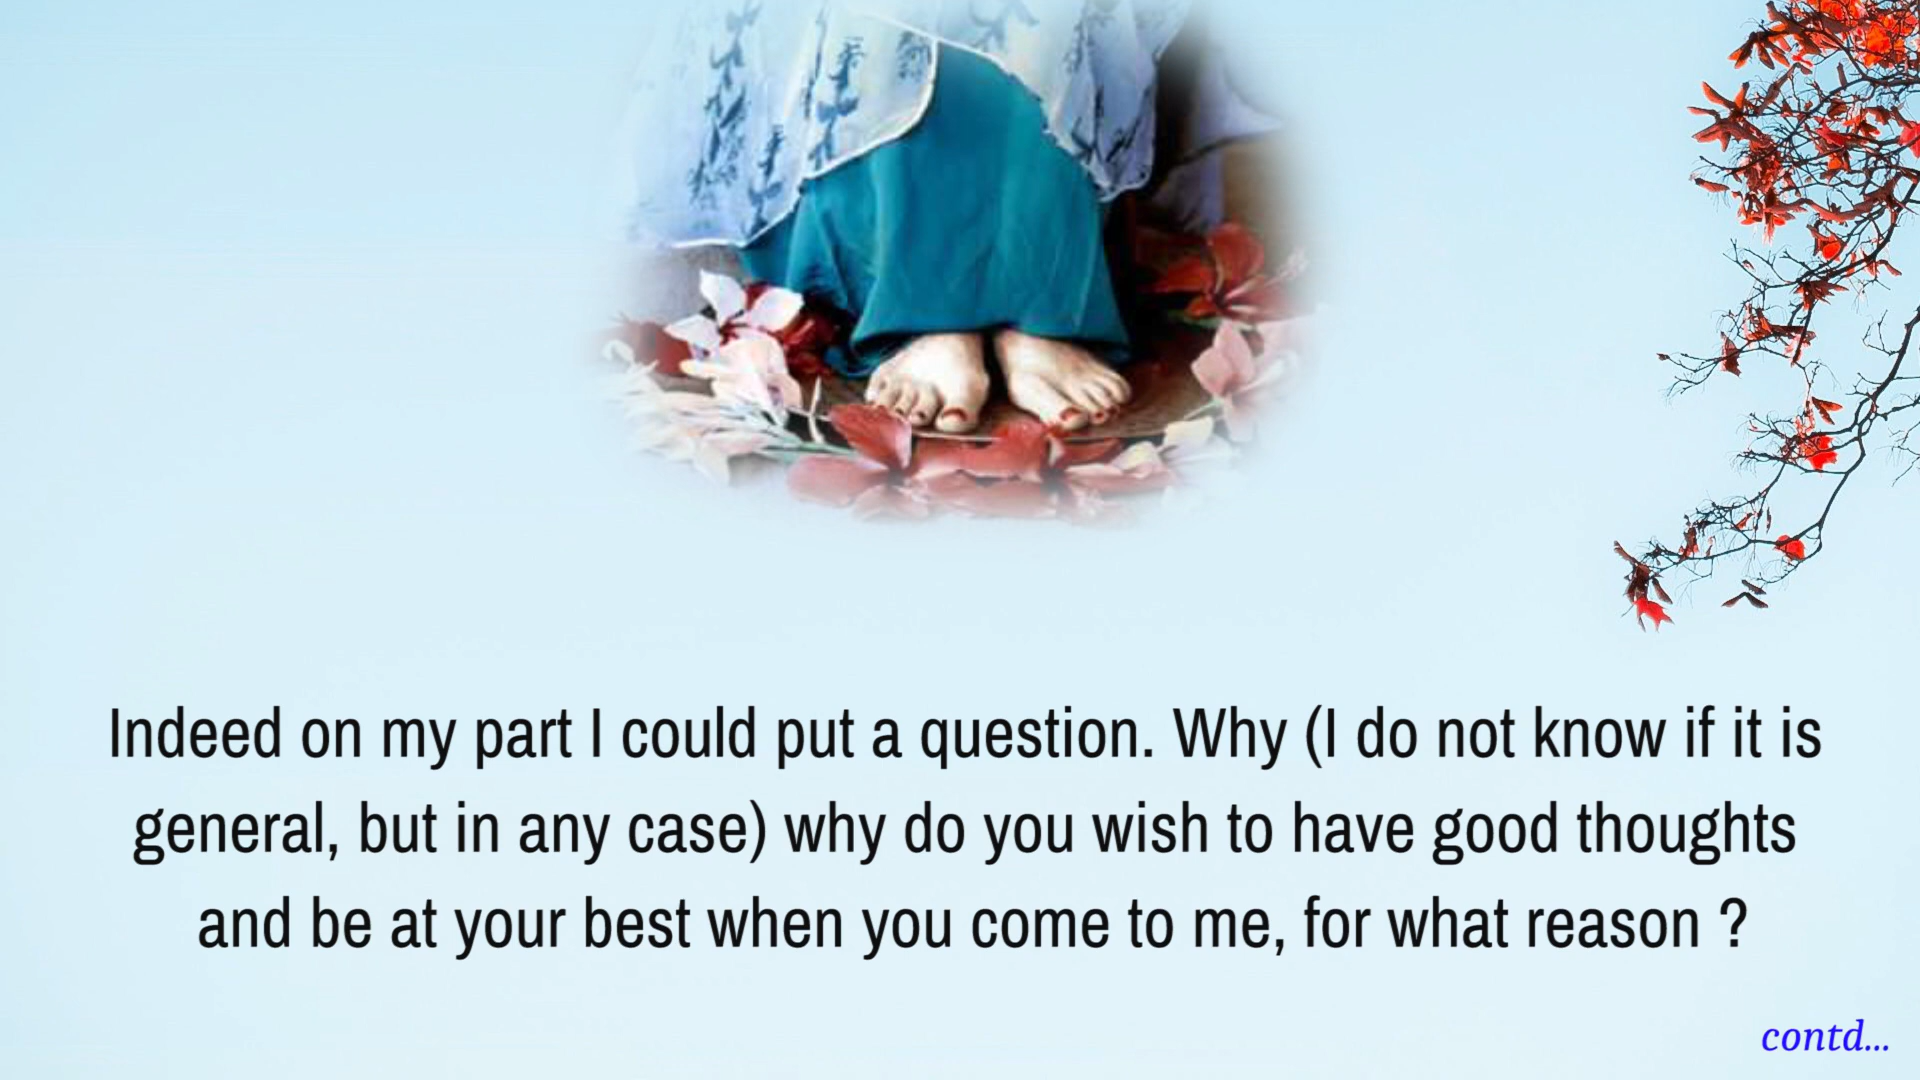 Indeed on my part I could put a question. Why (I do not know if it is
general, but in any case) why do you wish to have good thoughts
and be at your best when you come to me, for what reason ?
contd...